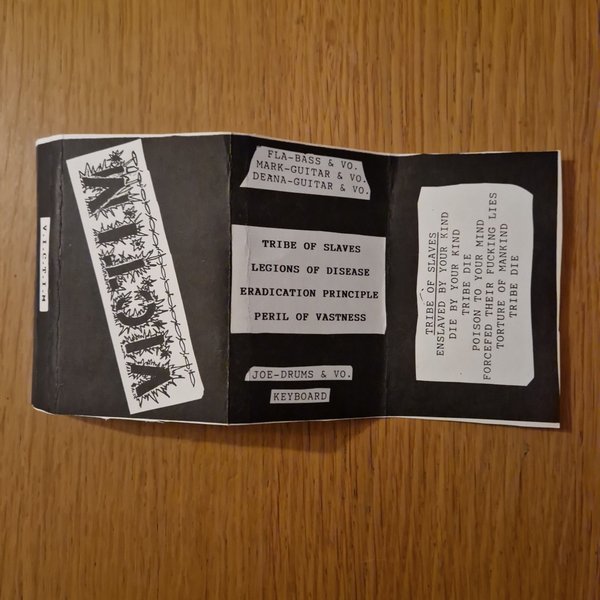 VICTIM
VICTIM
FLA-BASS & VO.
MARK-GUITAR & VO.
DEANA-GUITAR & VO.
TRIBE OF SLAVES
LEGIONS OF DISEASE
ERADICATION PRINCIPLE
PERIL OF VASTNESS
JOE-DRUMS & VO.
KEYBOARD
TRIBE OF SLAVES
ENSLAVED BY YOUR KIND
DIE BY YOUR KIND
TRIBE DIE
POISON TO YOUR MIND
FORCEFED THEIR FUCKING LIES
TORTURE OF MANKIND
TRIBE DIE